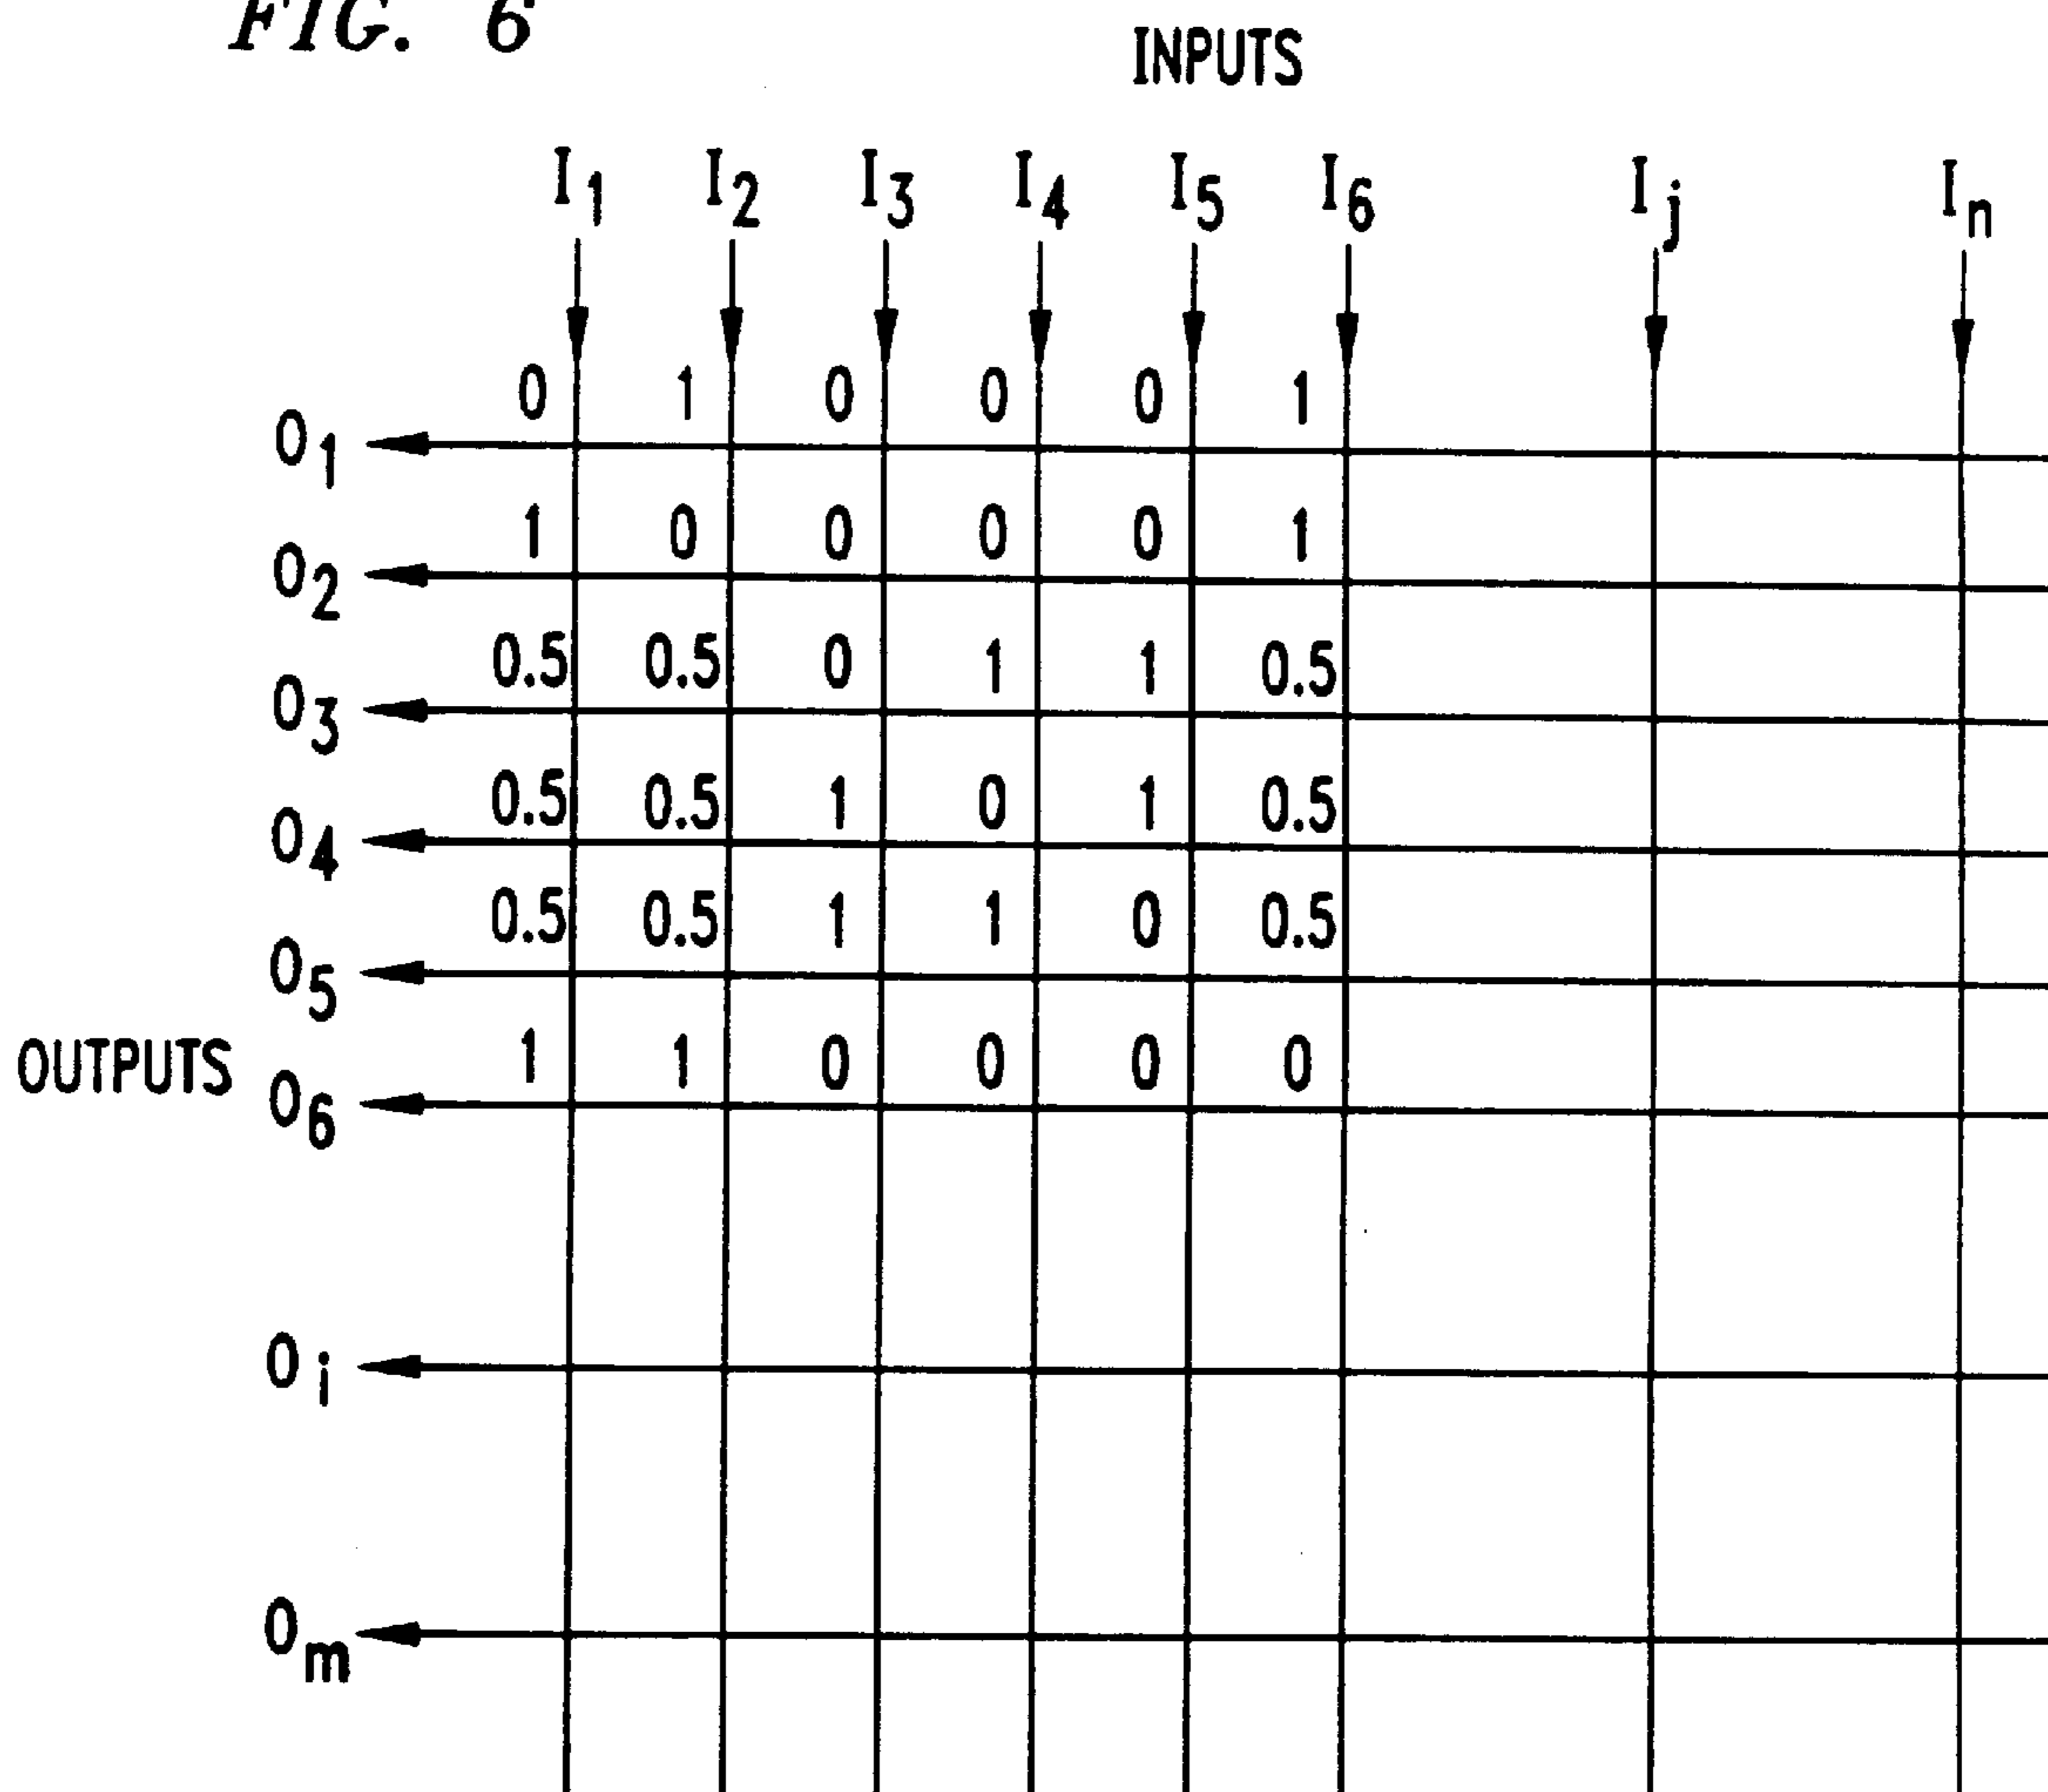 FIG. 6
INPUTS
I1 I2 I3 I4 I5 I6 Ij In
0 1 0 0 0 1
O1
1 0 0 0 0 1
O2
0.5 0.5 0 1 1 0.5
O3
0.5 0.5 1 0 1 0.5
O4
0.5 0.5 1 1 0 0.5
O5
1 1 0 0 0 0
OUTPUTS
O6
Oi
Om